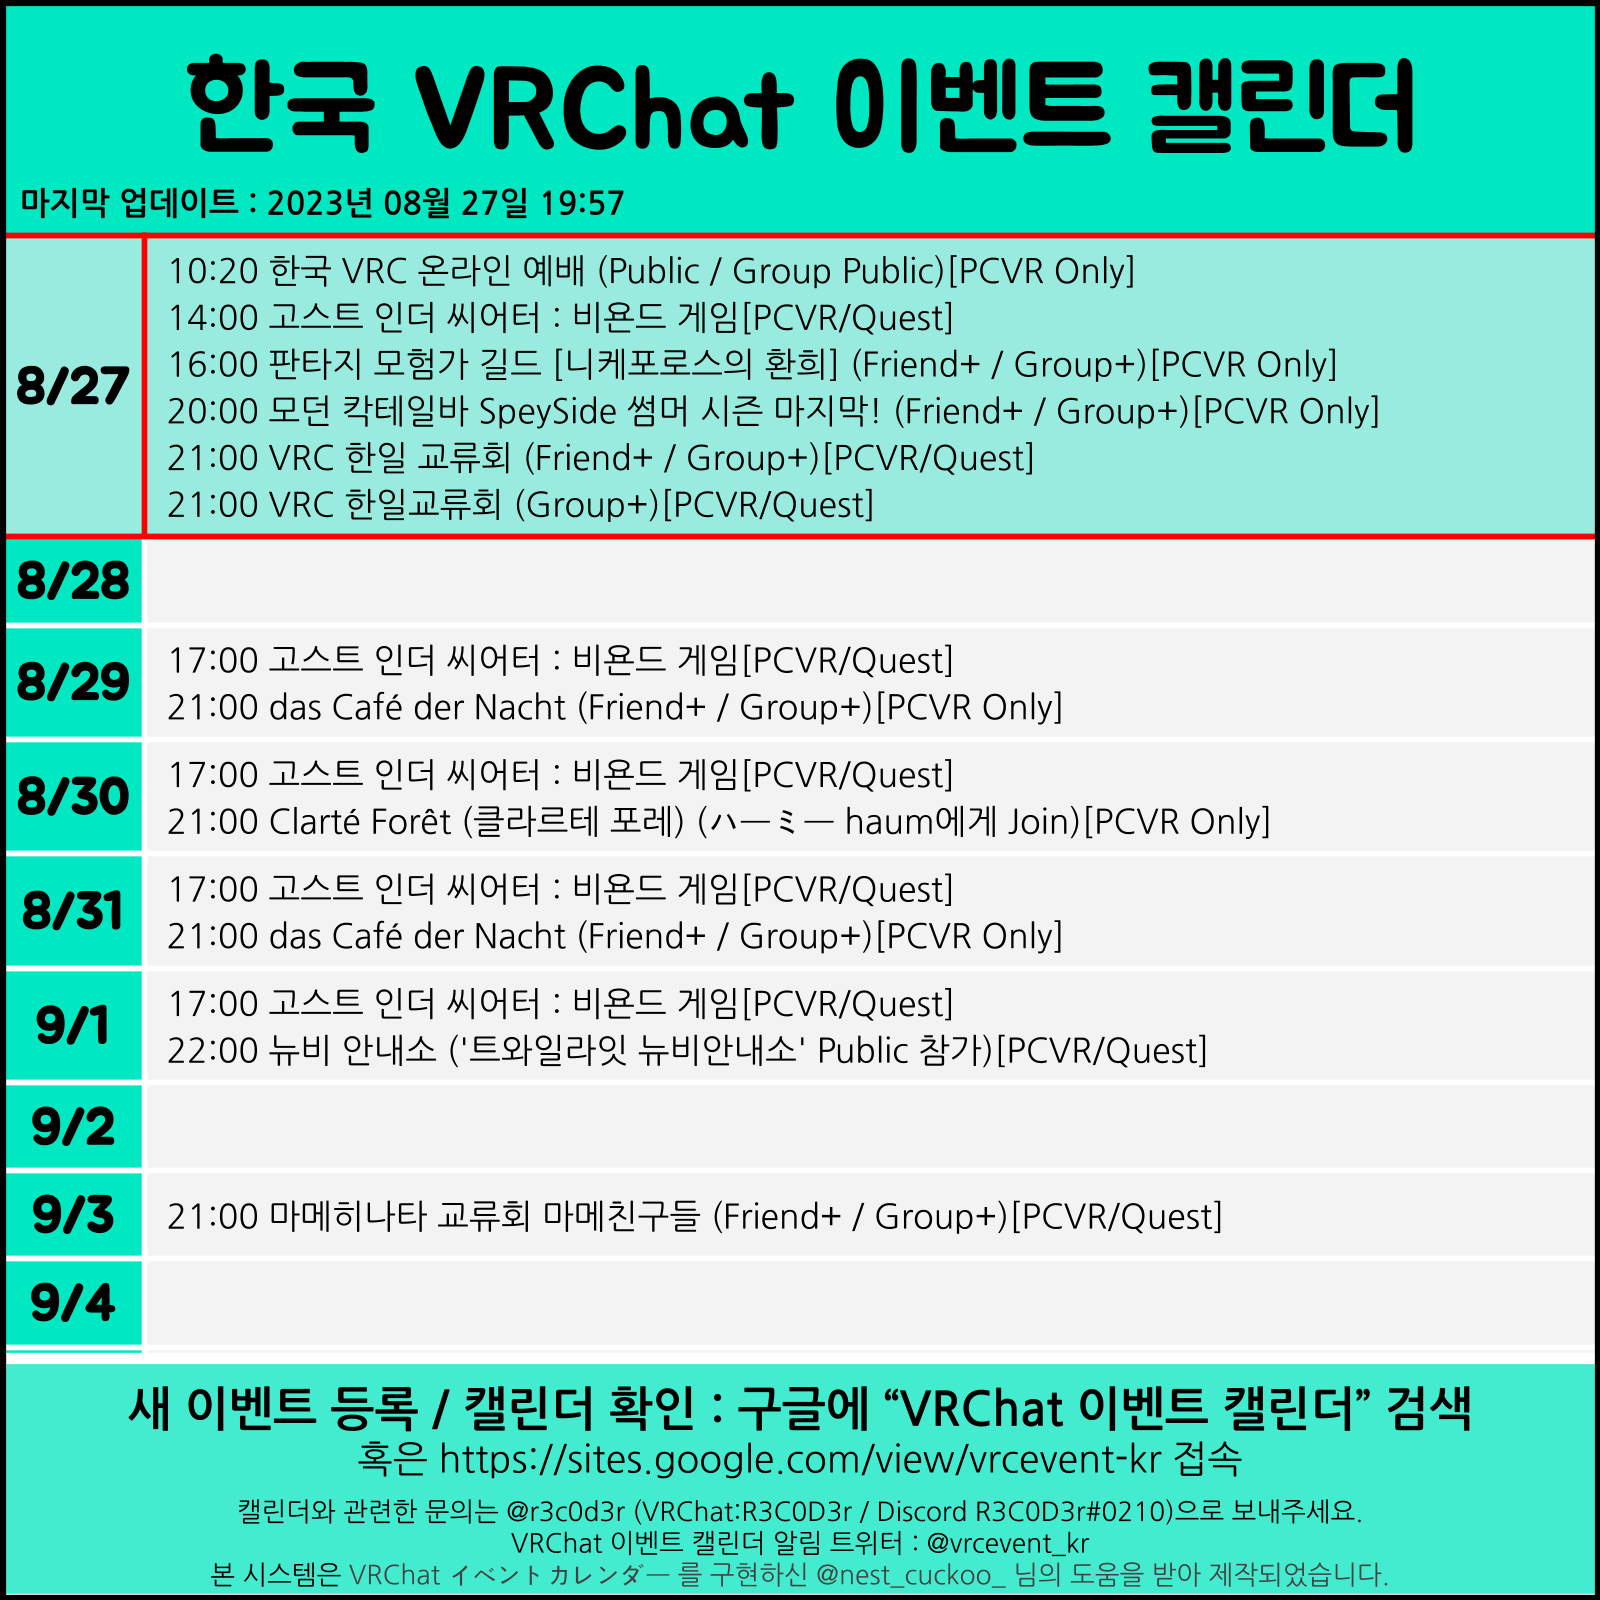 한국 VRChat 이벤트 캘린더
마지막 업데이트 : 2023년 08월 27일 19:57
8/27
10:20 한국 VRC 온라인 예배 (Public / Group Public)[PCVR Only]
14:00 고스트 인더 씨어터 : 비욘드 게임[PCVR/Quest]
16:00 판타지 모험가 길드 [니케포로스의 환희] (Friend+ / Group+)[PCVR Only]
20:00 모던 칵테일바 SpeySide 썸머 시즌 마지막! (Friend+ / Group+)[PCVR Only]
21:00 VRC 한일 교류회 (Friend+ / Group+)[PCVR/Quest]
21:00 VRC 한일교류회 (Group+)[PCVR/Quest]
8/28
8/29
17:00 고스트 인더 씨어터 : 비욘드 게임[PCVR/Quest]
21:00 das Café der Nacht (Friend+ / Group+)[PCVR Only]
8/30
17:00 고스트 인더 씨어터 : 비욘드 게임[PCVR/Quest]
21:00 Clarté Forêt (클라르테 포레) (ハーミー haum에게 Join)[PCVR Only]
8/31
17:00 고스트 인더 씨어터 : 비욘드 게임[PCVR/Quest]
21:00 das Café der Nacht (Friend+ / Group+)[PCVR Only]
9/1
17:00 고스트 인더 씨어터 : 비욘드 게임[PCVR/Quest]
22:00 뉴비 안내소 ('트와일라잇 뉴비안내소' Public 참가)[PCVR/Quest]
9/2
9/3
21:00 마메히나타 교류회 마메친구들 (Friend+ / Group+)[PCVR/Quest]
9/4
새 이벤트 등록 / 캘린더 확인 : 구글에 “VRChat 이벤트 캘린더” 검색
혹은 https://sites.google.com/view/vrcevent-kr 접속
캘린더와 관련한 문의는 @r3c0d3r (VRChat:R3C0D3r / Discord R3C0D3r#0210)으로 보내주세요.
VRChat 이벤트 캘린더 알림 트위터 : @vrcevent_kr
본 시스템은 VRChat イベントカレンダー 를 구현하신 @nest_cuckoo_ 님의 도움을 받아 제작되었습니다.